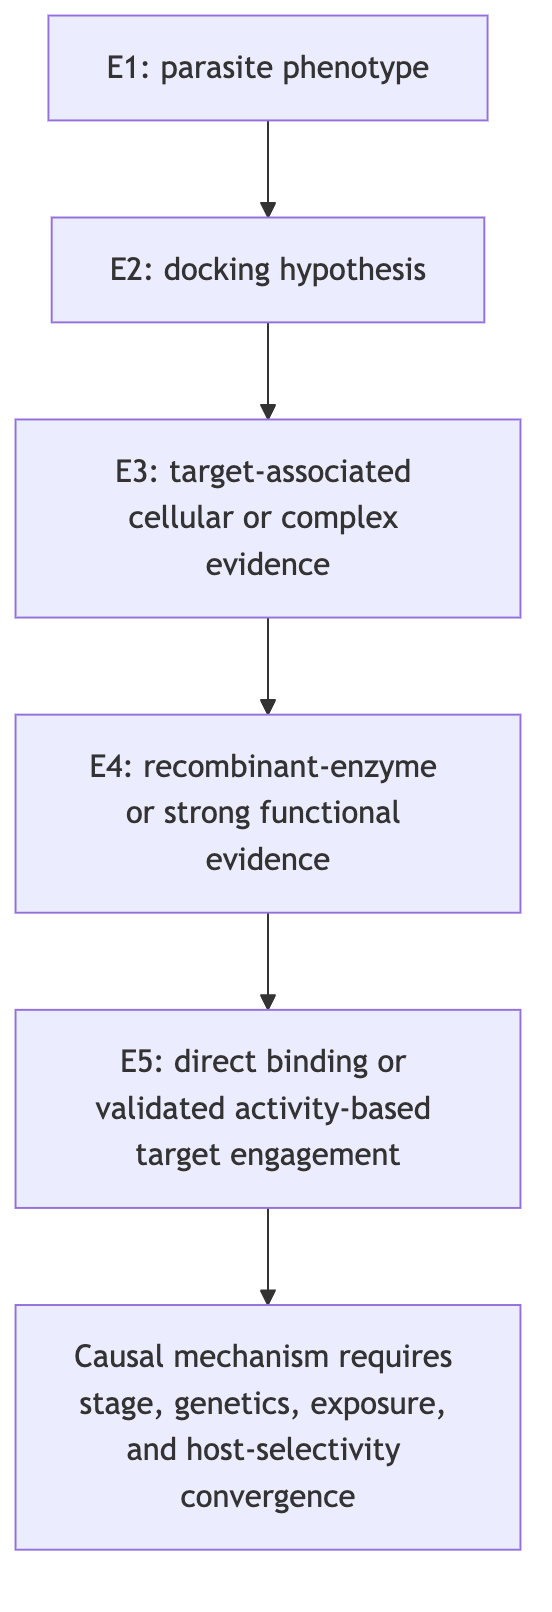 E1: parasite phenotype
E2: docking hypothesis
E3: target-associated
cellular or complex
evidence
E4: recombinant-enzyme
or strong functional
evidence
E5: direct binding or
validated activity-based
target engagement
Causal mechanism requires
stage, genetics, exposure,
and host-selectivity
convergence